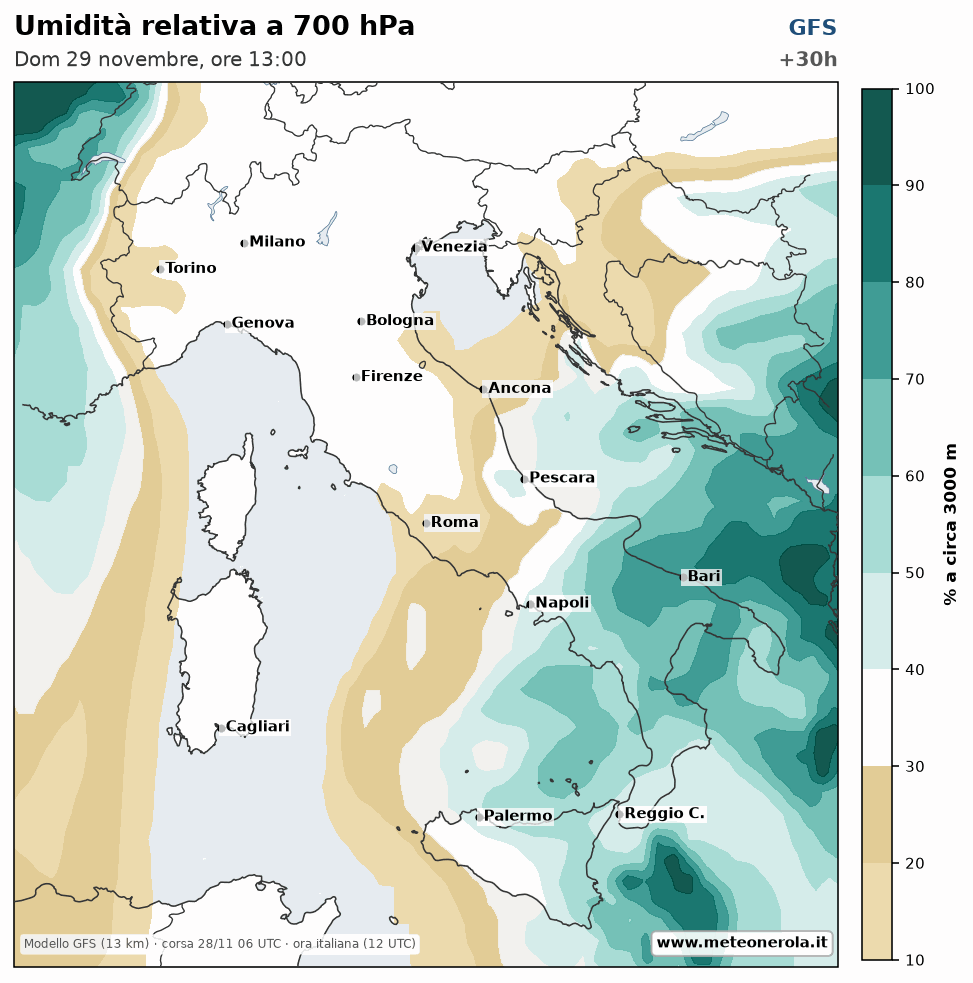 Umidità relativa a 700 hPa
GFS
Dom 29 novembre, ore 13:00
+30h
100
90
80
70
60
50
40
30
20
10
% a circa 3000 m
Milano
Venezia
Torino
Genova
Bologna
Firenze
Ancona
Pescara
Roma
Bari
Napoli
Cagliari
Palermo
Reggio C.
Modello GFS (13 km) · corsa 28/11 06 UTC · ora italiana (12 UTC)
www.meteonerola.it